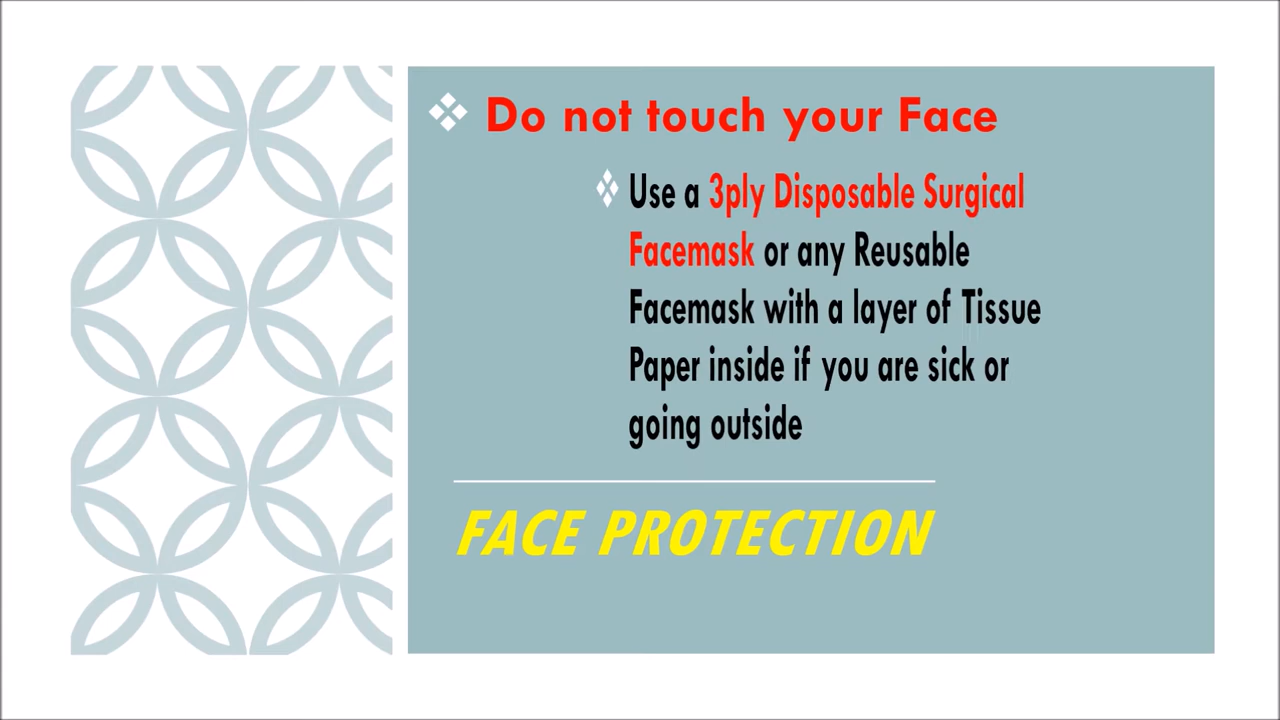 Do not touch your Face
Use a 3ply Disposable Surgical
Facemask or any Reusable
Facemask with a layer of Tissue
Paper inside if you are sick or
going outside
FACE PROTECTION